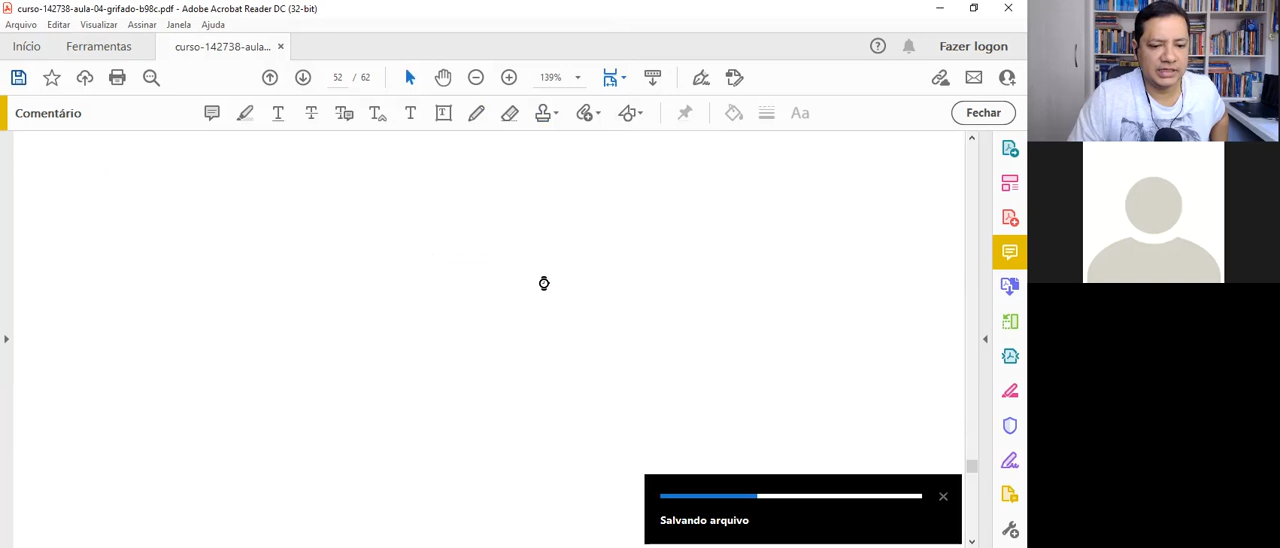 curso-142738-aula-04-grifado-b98c.pdf - Adobe Acrobat Reader DC (32-bit)
Arquivo Editar Visualizar Assinar Janela Ajuda
Início Ferramentas curso-142738-aula... × Fazer logon
52 / 62 139%
Comentário Aa Fechar
Salvando arquivo